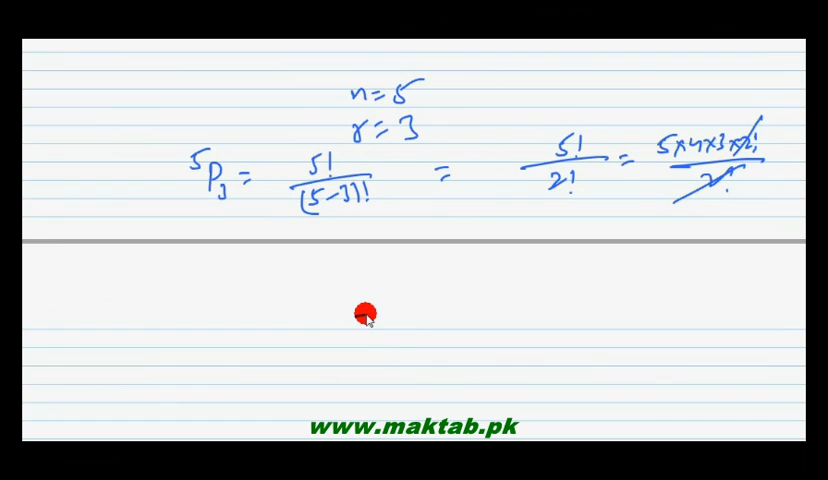 n = 5
r = 3
⁵P₃ = 5!/(5-3)! = 5!/2! = 5×4×3×2!/2!
www.maktab.pk